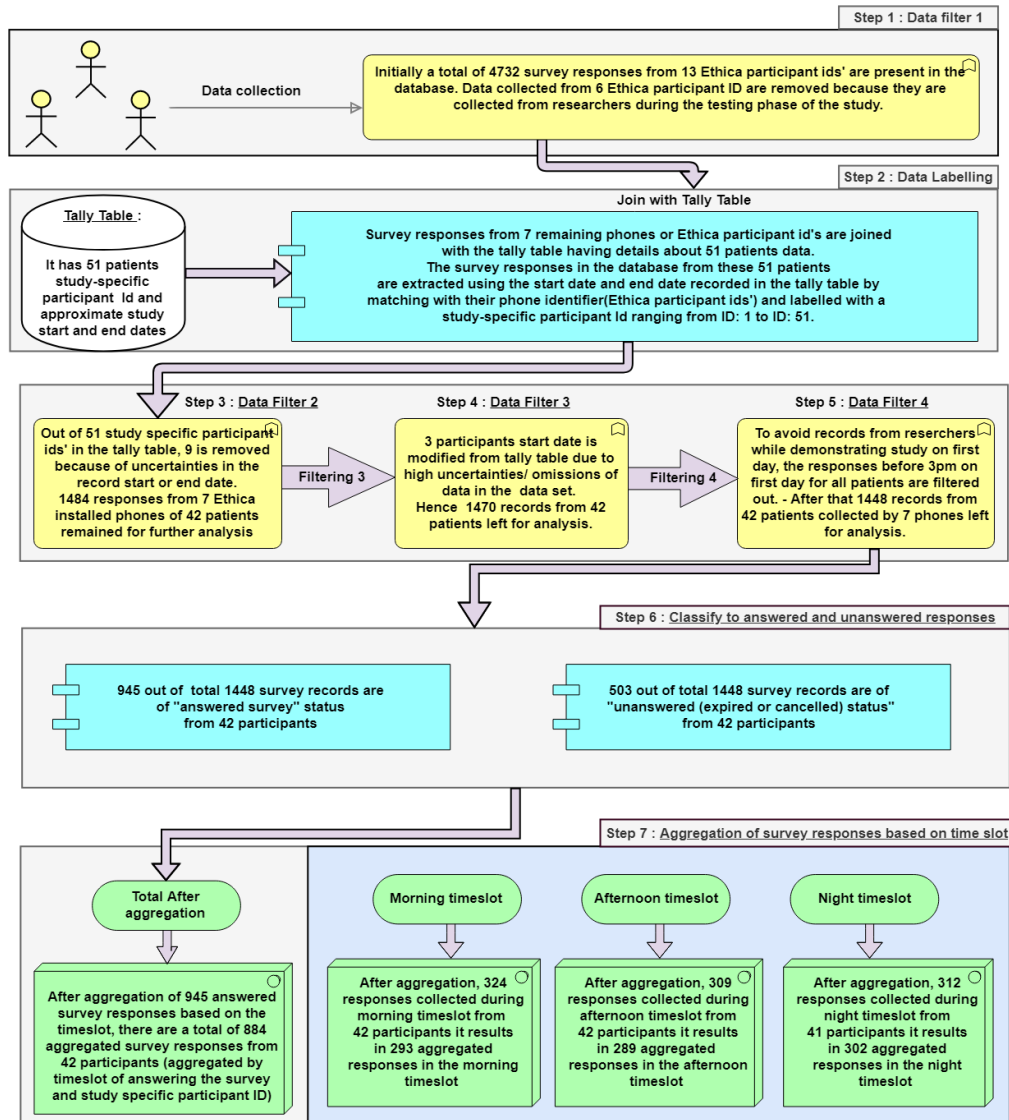 Step 1 : Data filter 1
Data collection
Initially a total of 4732 survey responses from 13 Ethica participant ids' are present in the
database. Data collected from 6 Ethica participant ID are removed because they are
collected from researchers during the testing phase of the study.
Step 2 : Data Labelling
Join with Tally Table
Tally Table :
It has 51 patients
study-specific
participant Id and
approximate study
start and end dates
Survey responses from 7 remaining phones or Ethica participant id's are joined
with the tally table having details about 51 patients data.
The survey responses in the database from these 51 patients
are extracted using the start date and end date recorded in the tally table by
matching with their phone identifier(Ethica participant ids') and labelled with a
study-specific participant Id ranging from ID: 1 to ID: 51.
Step 3 : Data Filter 2
Out of 51 study specific participant
ids' in the tally table, 9 is removed
because of uncertainties in the
record start or end date.
1484 responses from 7 Ethica
installed phones of 42 patients
remained for further analysis
Filtering 3
Step 4 : Data Filter 3
3 participants start date is
modified from tally table due to
high uncertainties/ omissions of
data in the data set.
Hence 1470 records from 42
patients left for analysis.
Filtering 4
Step 5 : Data Filter 4
To avoid records from reserchers
while demonstrating study on first
day, the responses before 3pm on
first day for all patients are filtered
out. - After that 1448 records from
42 patients collected by 7 phones left
for analysis.
Step 6 : Classify to answered and unanswered responses
945 out of total 1448 survey records are
of "answered survey" status
from 42 participants
503 out of total 1448 survey records are of
"unanswered (expired or cancelled) status"
from 42 participants
Step 7 : Aggregation of survey responses based on time slot
Total After
aggregation
After aggregation of 945 answered
survey responses based on the
timeslot, there are a total of 884
aggregated survey responses from
42 participants (aggregated by
timeslot of answering the survey
and study specific participant ID)
Morning timeslot
After aggregation, 324
responses collected during
morning timeslot from
42 participants it results
in 293 aggregated
responses in the morning
timeslot
Afternoon timeslot
After aggregation, 309
responses collected during
afternoon timeslot from
42 participants it results
in 289 aggregated
responses in the afternoon
timeslot
Night timeslot
After aggregation, 312
responses collected during
night timeslot from
41 participants it results
in 302 aggregated
responses in the night
timeslot